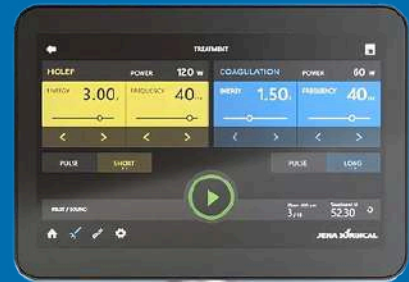 TREATMENT
HOLEP POWER 120 W COAGULATION POWER 60 W
ENERGY 3.00 FREQUENCY 40 ENERGY 1.50 FREQUENCY 40
PULSE SHORT PULSE LONG
3 52.30
JENA SURGICAL